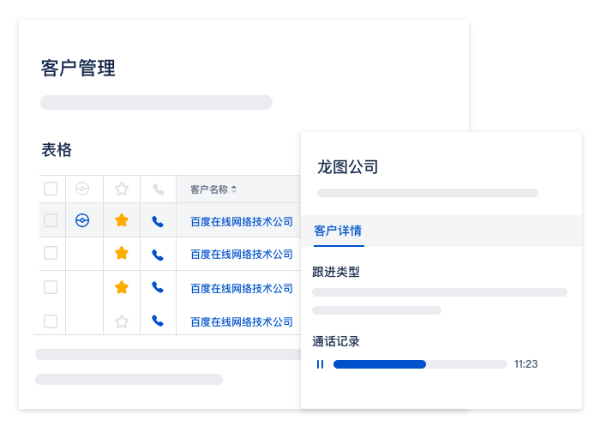 客户管理
表格
客户名称
百度在线网络技术公司
百度在线网络技术公司
百度在线网络技术公司
百度在线网络技术公司
龙图公司
客户详情
跟进类型
通话记录
11:23